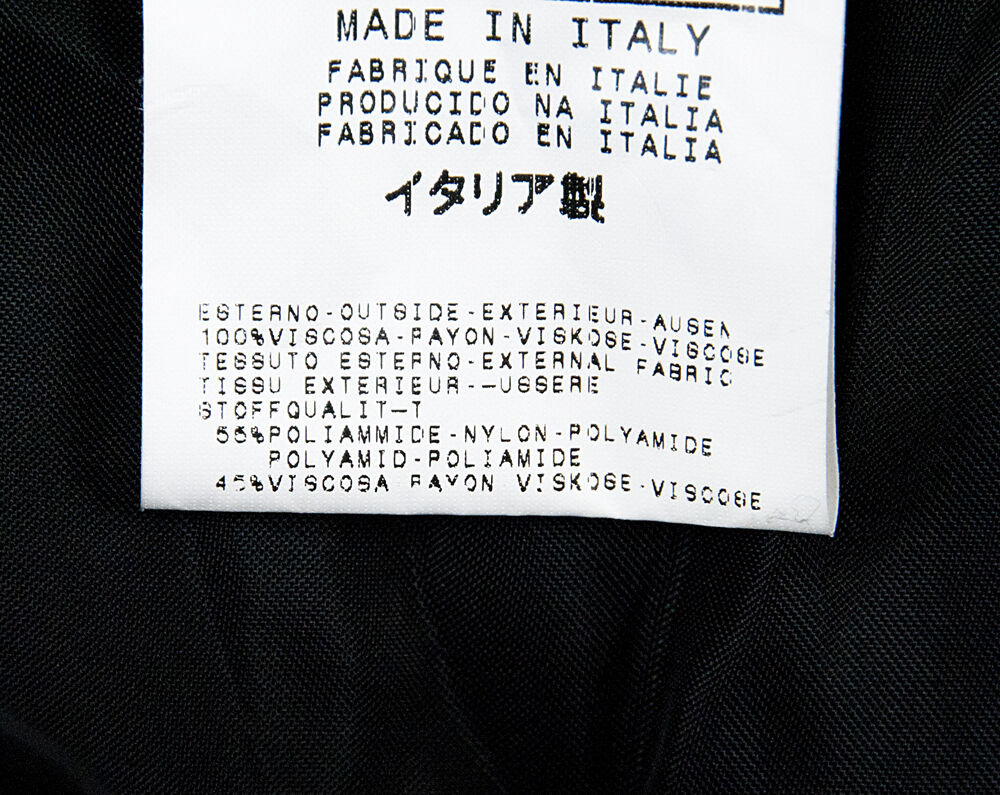 MADE IN ITALY
FABRIQUE EN ITALIE
PRODUCIDO NA ITALIA
FABRICADO EN ITALIA
イタリア製
ESTERNO-OUTSIDE-EXTERIEUR-AUSEN
100%VISCOSA-RAYON-VISKOSE-VISCOSE
TESSUTO ESTERNO-EXTERNAL FABRIC
TISSU EXTERIEUR--USSERE
STOFFQUALIT-T
55%POLIAMMIDE-NYLON-POLYAMIDE
POLYAMID-POLIAMIDE
45%VISCOSA RAYON VISKOSE-VISCOSE